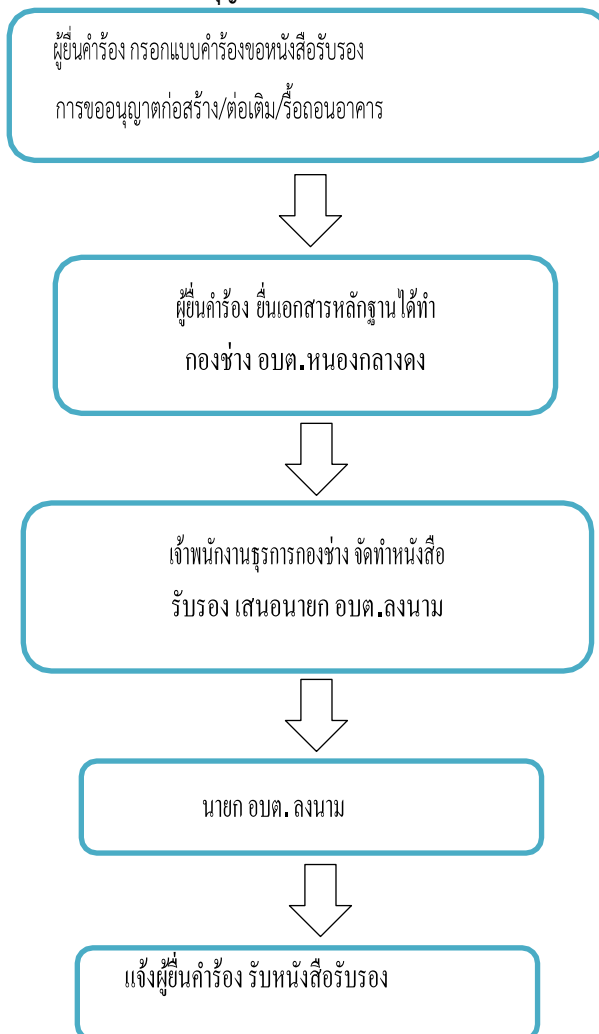 ผู้ยื่นคำร้อง กรอกแบบคำร้องขอหนังสือรับรอง
การขออนุญาตก่อสร้าง/ต่อเติม/รื้อถอนอาคาร
ผู้ยื่นคำร้อง ยื่นเอกสารหลักฐานได้ทำ
กองช่าง อบต.หนองกลางดง
เจ้าพนักงานธุรการกองช่าง จัดทำหนังสือ
รับรอง เสนอนายก อบต.ลงนาม
นายก อบต. ลงนาม
แจ้งผู้ยื่นคำร้อง รับหนังสือรับรอง